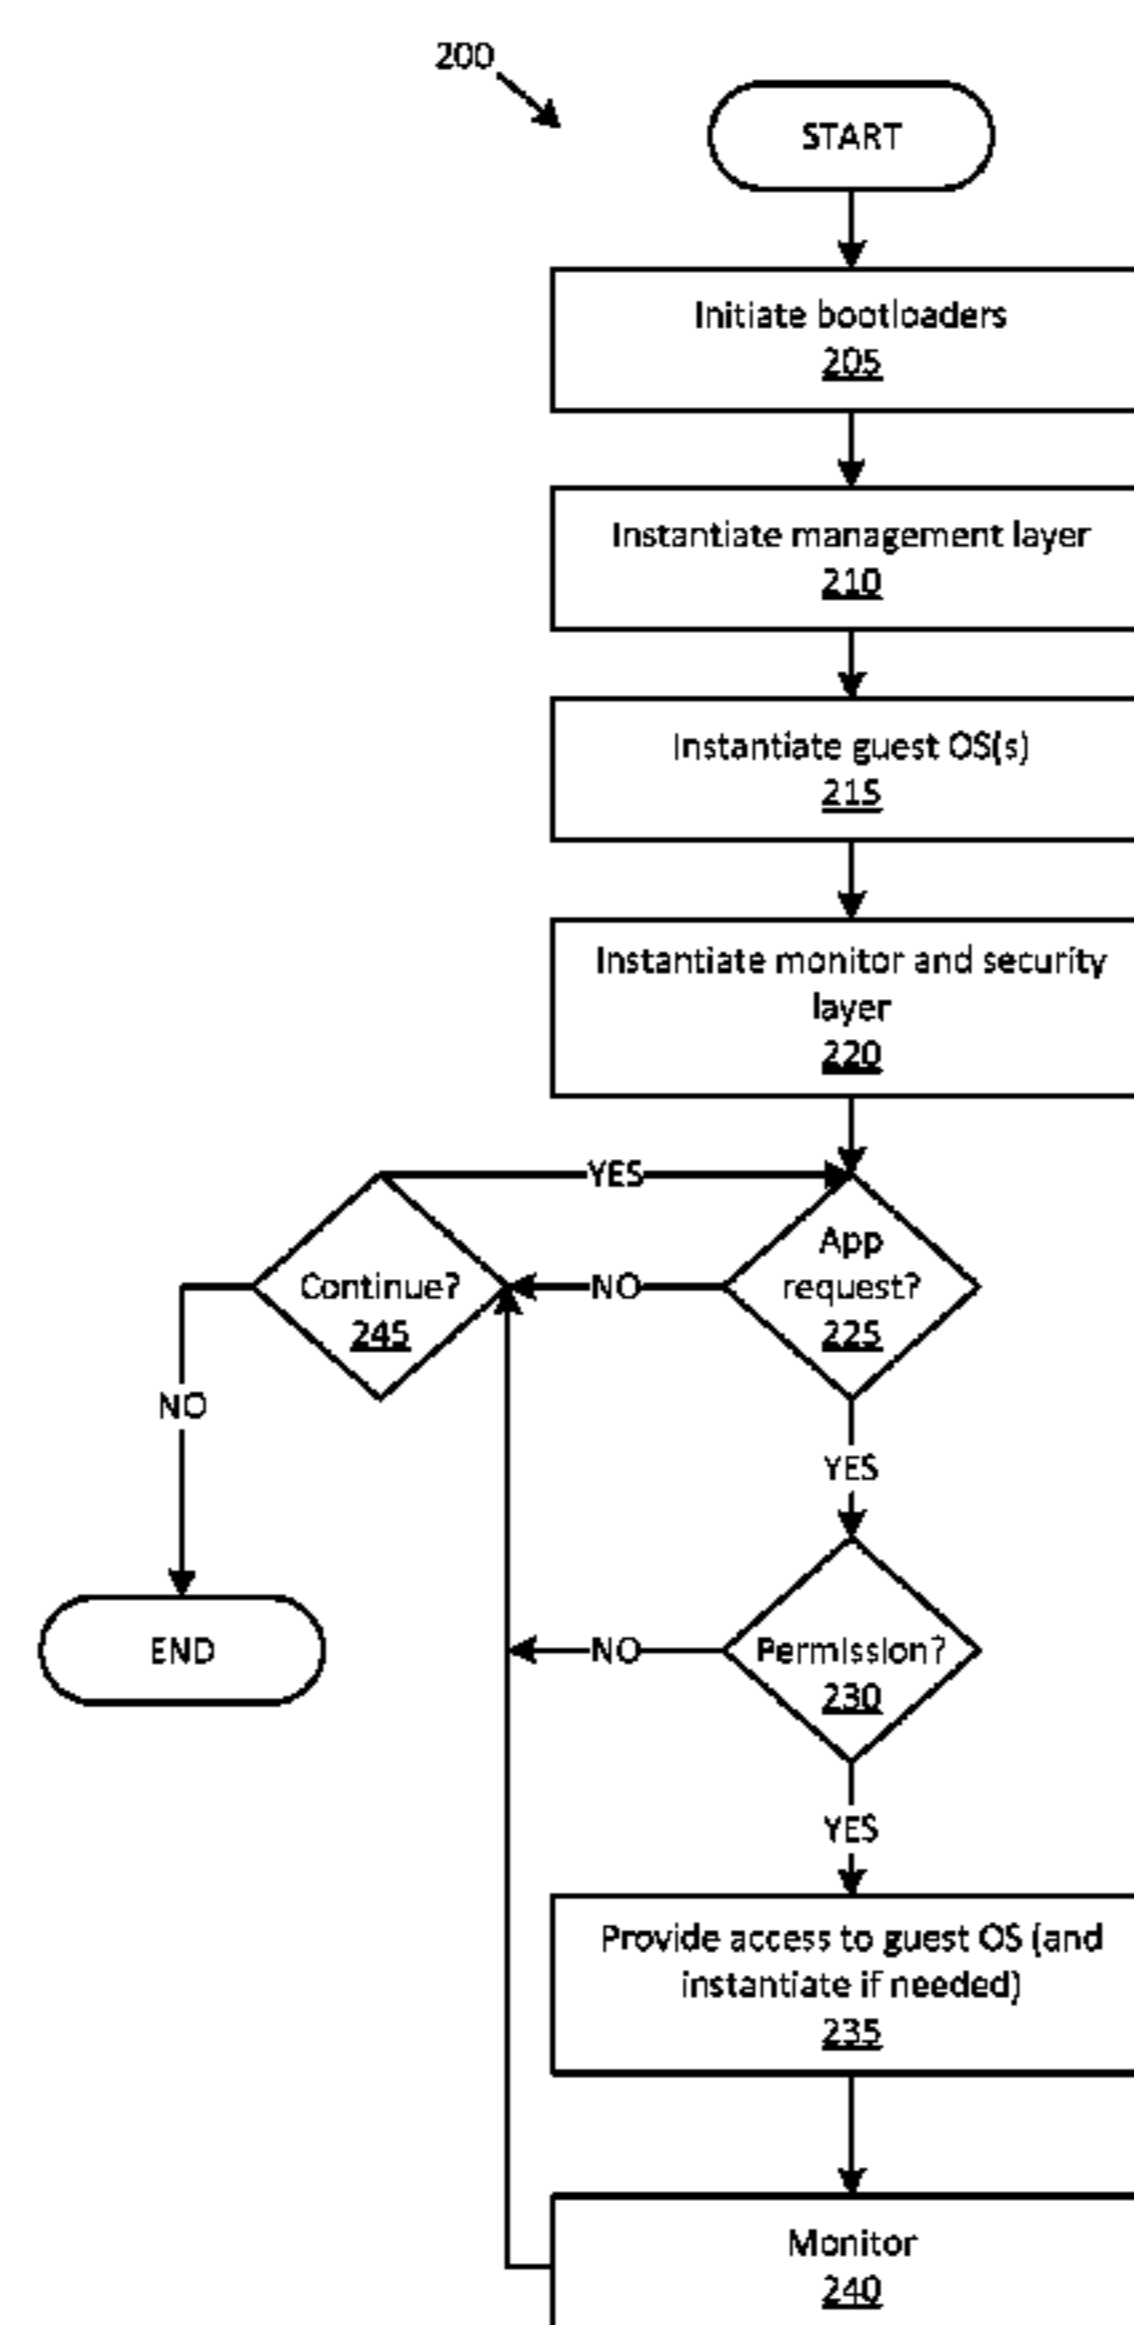 200
START
Initiate bootloaders
205
Instantiate management layer
210
Instantiate guest OS(s)
215
Instantiate monitor and security
layer
220
YES
App
request?
225
NO
Continue?
245
NO
YES
END
Permission?
230
NO
YES
Provide access to guest OS (and
instantiate if needed)
235
Monitor
240